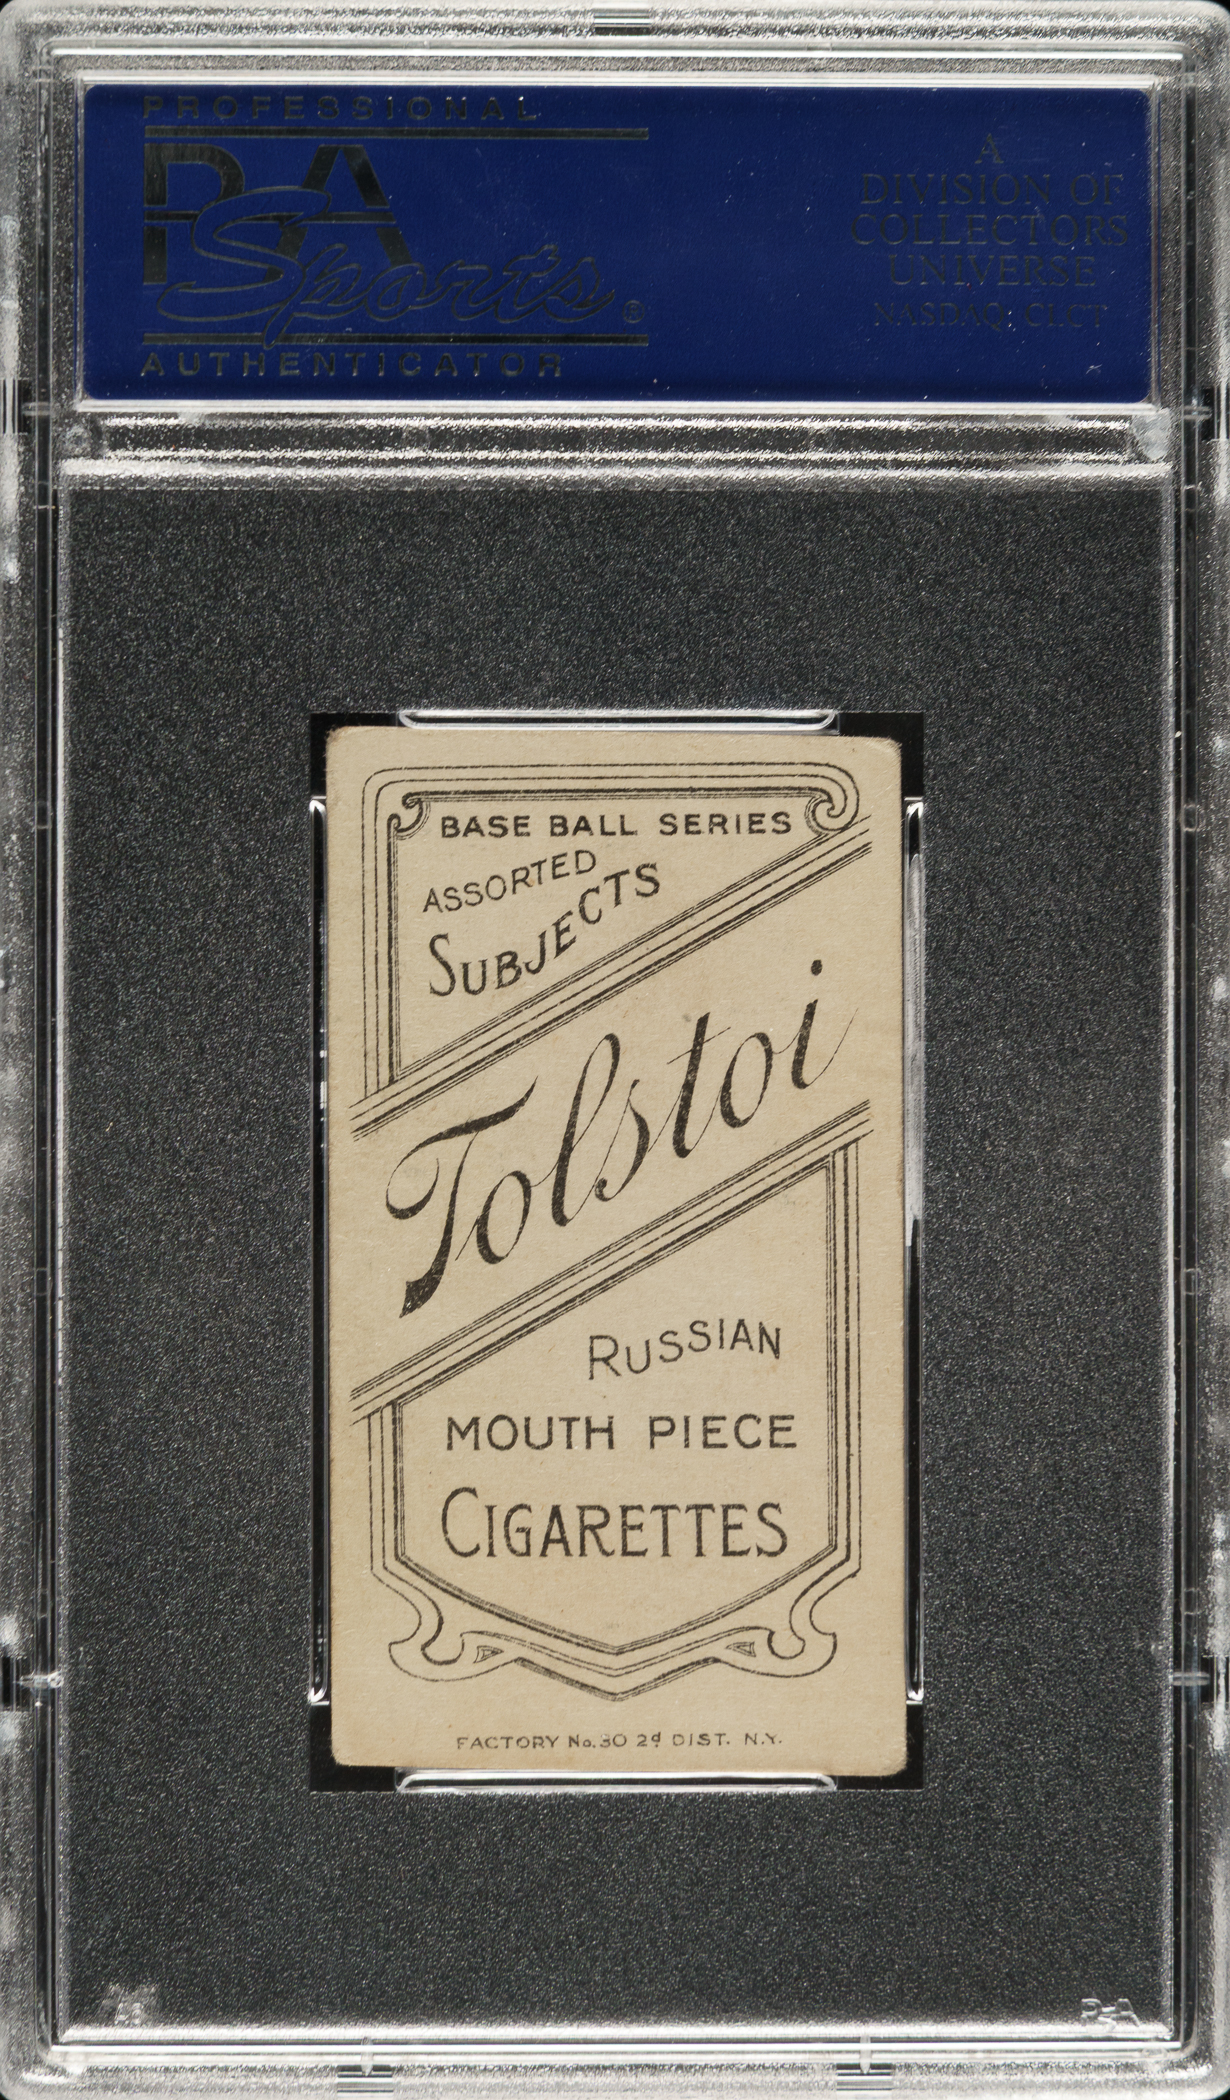 PROFESSIONAL
PSA
Sports®
AUTHENTICATOR
A
DIVISION OF
COLLECTORS
UNIVERSE
NASDAQ: CLCT
BASE BALL SERIES
ASSORTED
SUBJECTS
Tolstoi
RUSSIAN
MOUTH PIECE
CIGARETTES
FACTORY No. 30 2d DIST. N.Y.
PSA